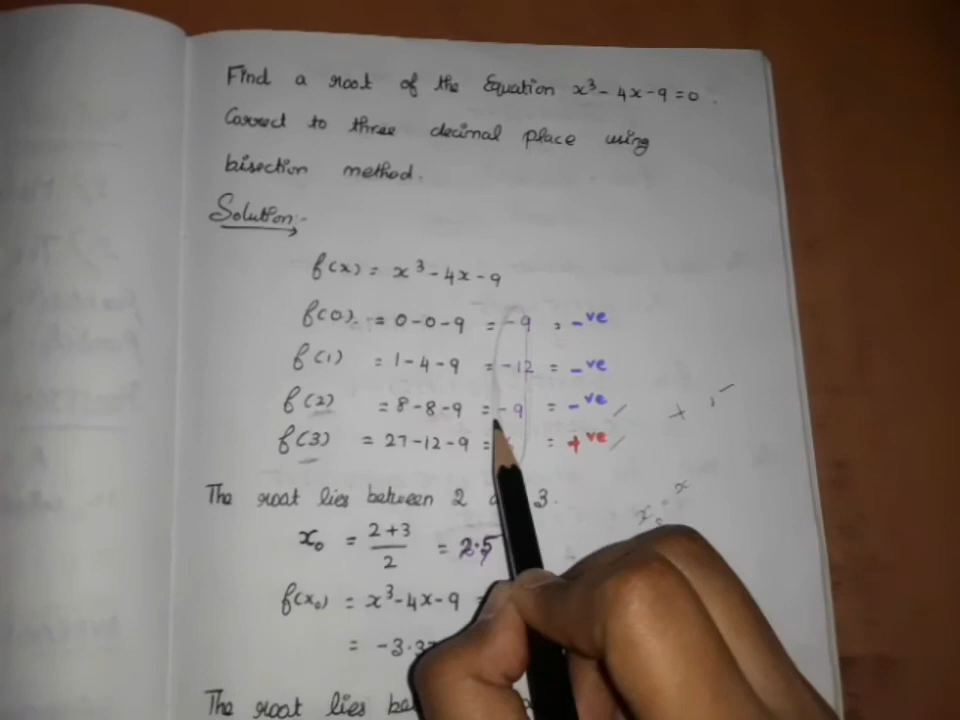 Find a root of the Equation x³ - 4x - 9 = 0.
Correct to three decimal place using
bisection method.
Solution:-
f(x) = x³ - 4x - 9
f(0) = 0-0-9 = -9 = -ve
f(1) = 1-4-9 = -12 = -ve
f(2) = 8-8-9 = -9 = -ve
+, -
f(3) = 27-12-9 = = +ve
The root lies between 2 3.
x₀ = 2+3/2 = 2.5
f(x₀) = x³-4x-9
= -3.37
The root lies